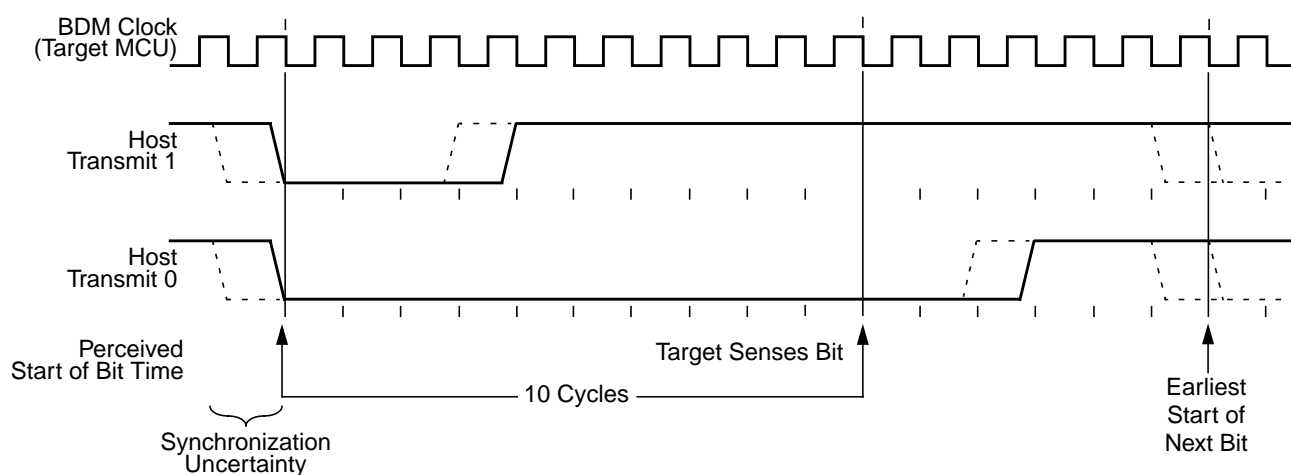 BDM Clock
(Target MCU)
Host
Transmit 1
Host
Transmit 0
Perceived
Start of Bit Time
Target Senses Bit
10 Cycles
Earliest
Start of
Next Bit
Synchronization
Uncertainty